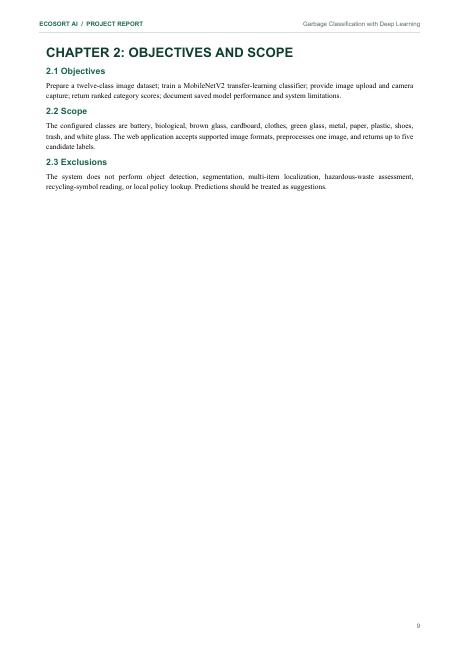 ECOSORT AI / PROJECT REPORT
Garbage Classification with Deep Learning
CHAPTER 2: OBJECTIVES AND SCOPE
2.1 Objectives
Prepare a twelve-class image dataset; train a MobileNetV2 transfer-learning classifier; provide image upload and camera
capture; return ranked category scores; document saved model performance and system limitations.
2.2 Scope
The configured classes are battery, biological, brown glass, cardboard, clothes, green glass, metal, paper, plastic, shoes,
trash, and white glass. The web application accepts supported image formats, preprocesses one image, and returns up to five
candidate labels.
2.3 Exclusions
The system does not perform object detection, segmentation, multi-item localization, hazardous-waste assessment,
recycling-symbol reading, or local policy lookup. Predictions should be treated as suggestions.
9